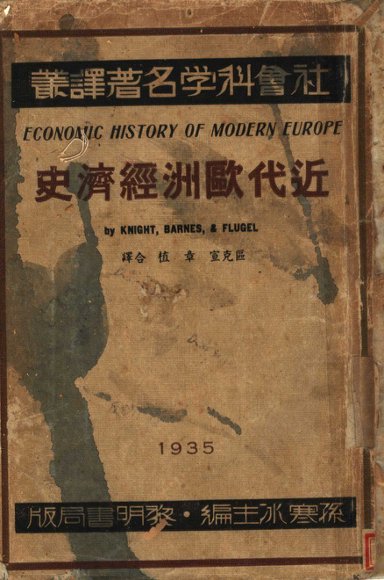 社會科学名著譯叢
ECONOMIC HISTORY OF MODERN EUROPE
近代歐洲經濟史
by KNIGHT, BARNES, & FLUGEL
區克宣 章植 合譯
1935
孫寒冰主編・黎明書局版